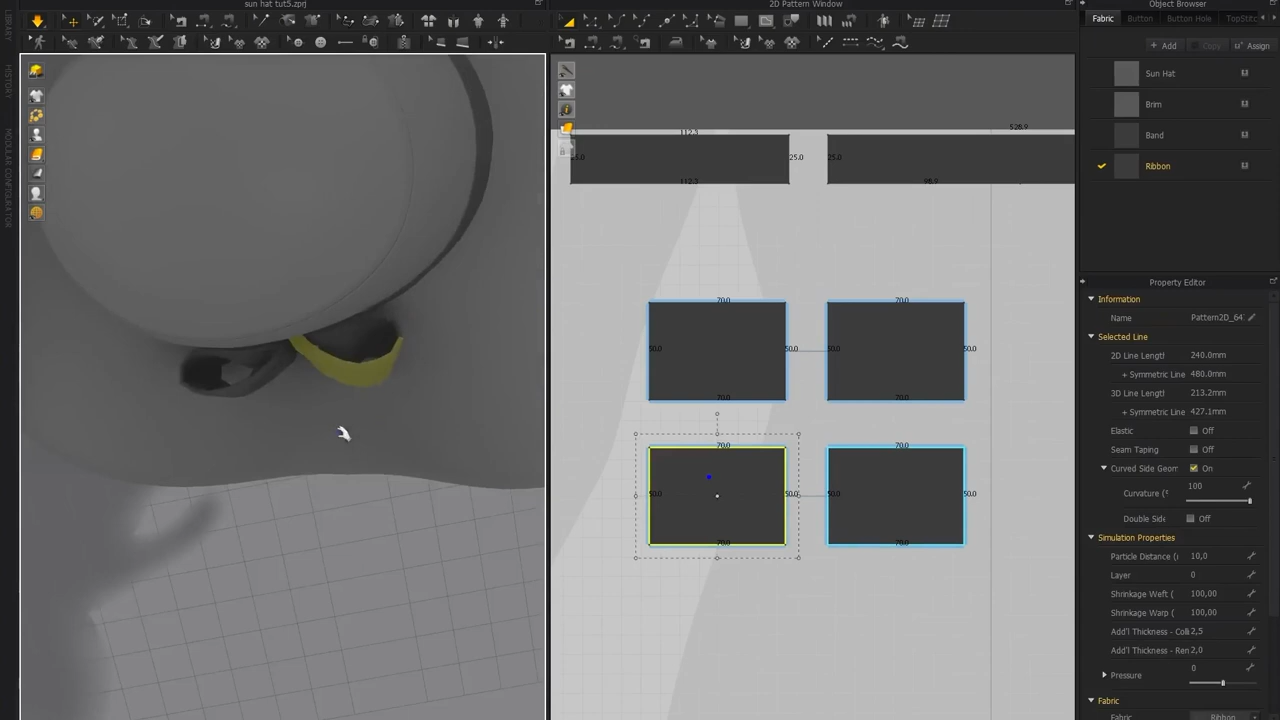 sun hat tut5.zprj
2D Pattern Window
Object Browser
LIBRARY
HISTORY
MODULAR CONFIGURATOR
Fabric
Button
Button Hole
TopStitc
Add
Copy
Assign
Sun Hat
Brim
Band
Ribbon
112.3
528.9
25.0
25.0
112.3
98.9
70.0
70.0
50.0
50.0
50.0
50.0
70.0
70.0
70.0
70.0
50.0
50.0
50.0
50.0
70.0
70.0
Property Editor
Information
Name
Pattern2D_64
Selected Line
2D Line Lengt
240.0mm
+ Symmetric Line
480.0mm
3D Line Lengt
213.2mm
+ Symmetric Line
427.1mm
Elastic
Off
Seam Taping
Off
Curved Side Geom
On
Curvature (
100
Double Side
Off
Simulation Properties
Particle Distance (
10,0
Layer
0
Shrinkage Weft (
100,00
Shrinkage Warp (
100,00
Add'l Thickness - Colli
2,5
Add'l Thickness - Ren
2,0
Pressure
0
Fabric
Fabric
Ribbon